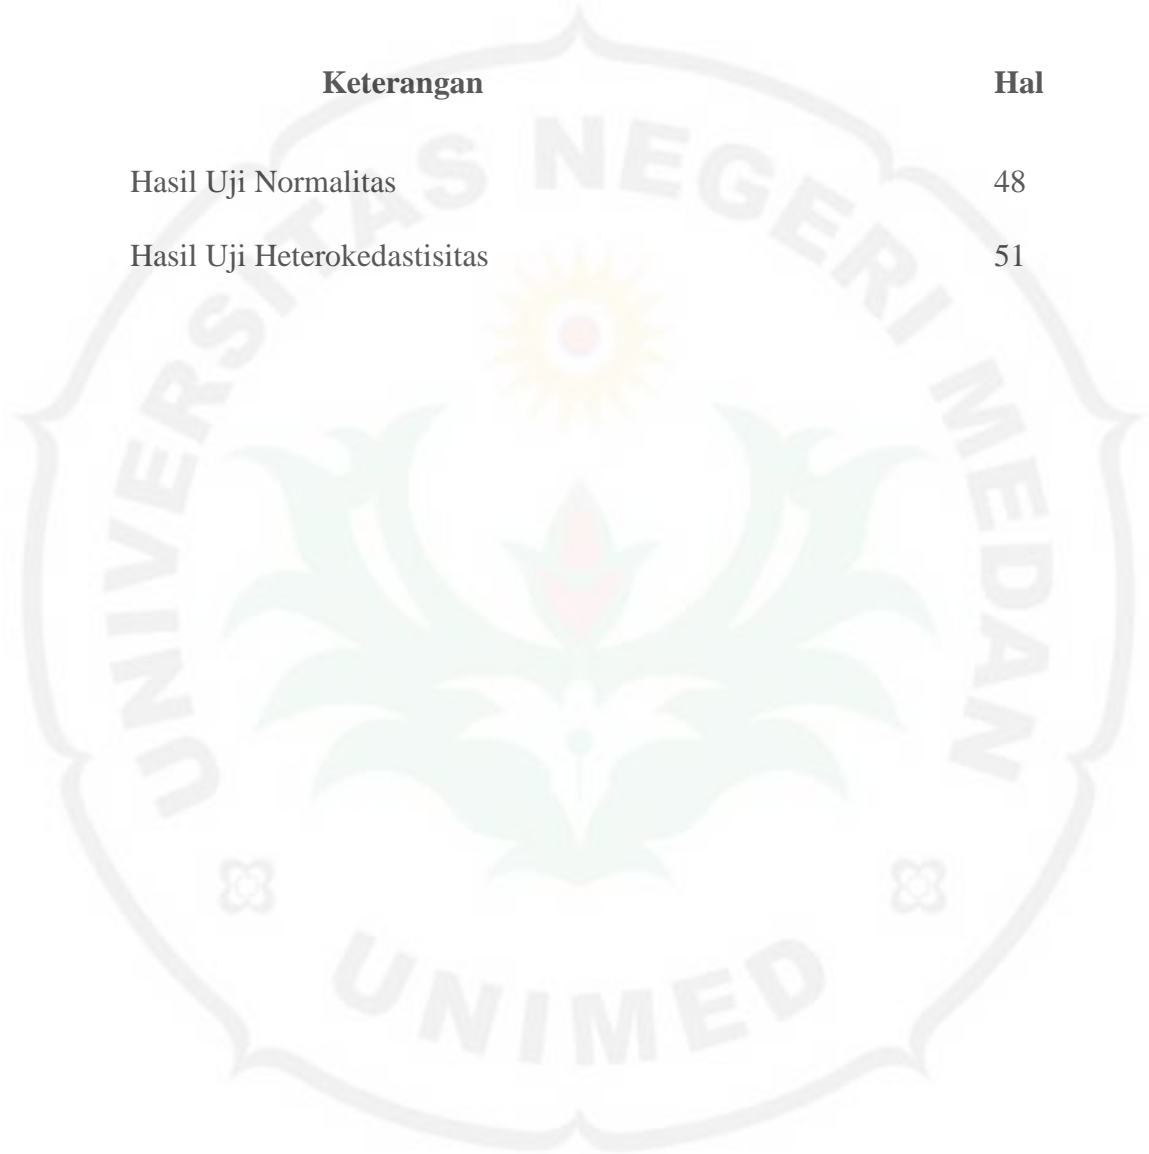 Keterangan Hal
Hasil Uji Normalitas 48
Hasil Uji Heterokedastisitas 51
UNIVERSITAS NEGERI MEDAN
UNIMED